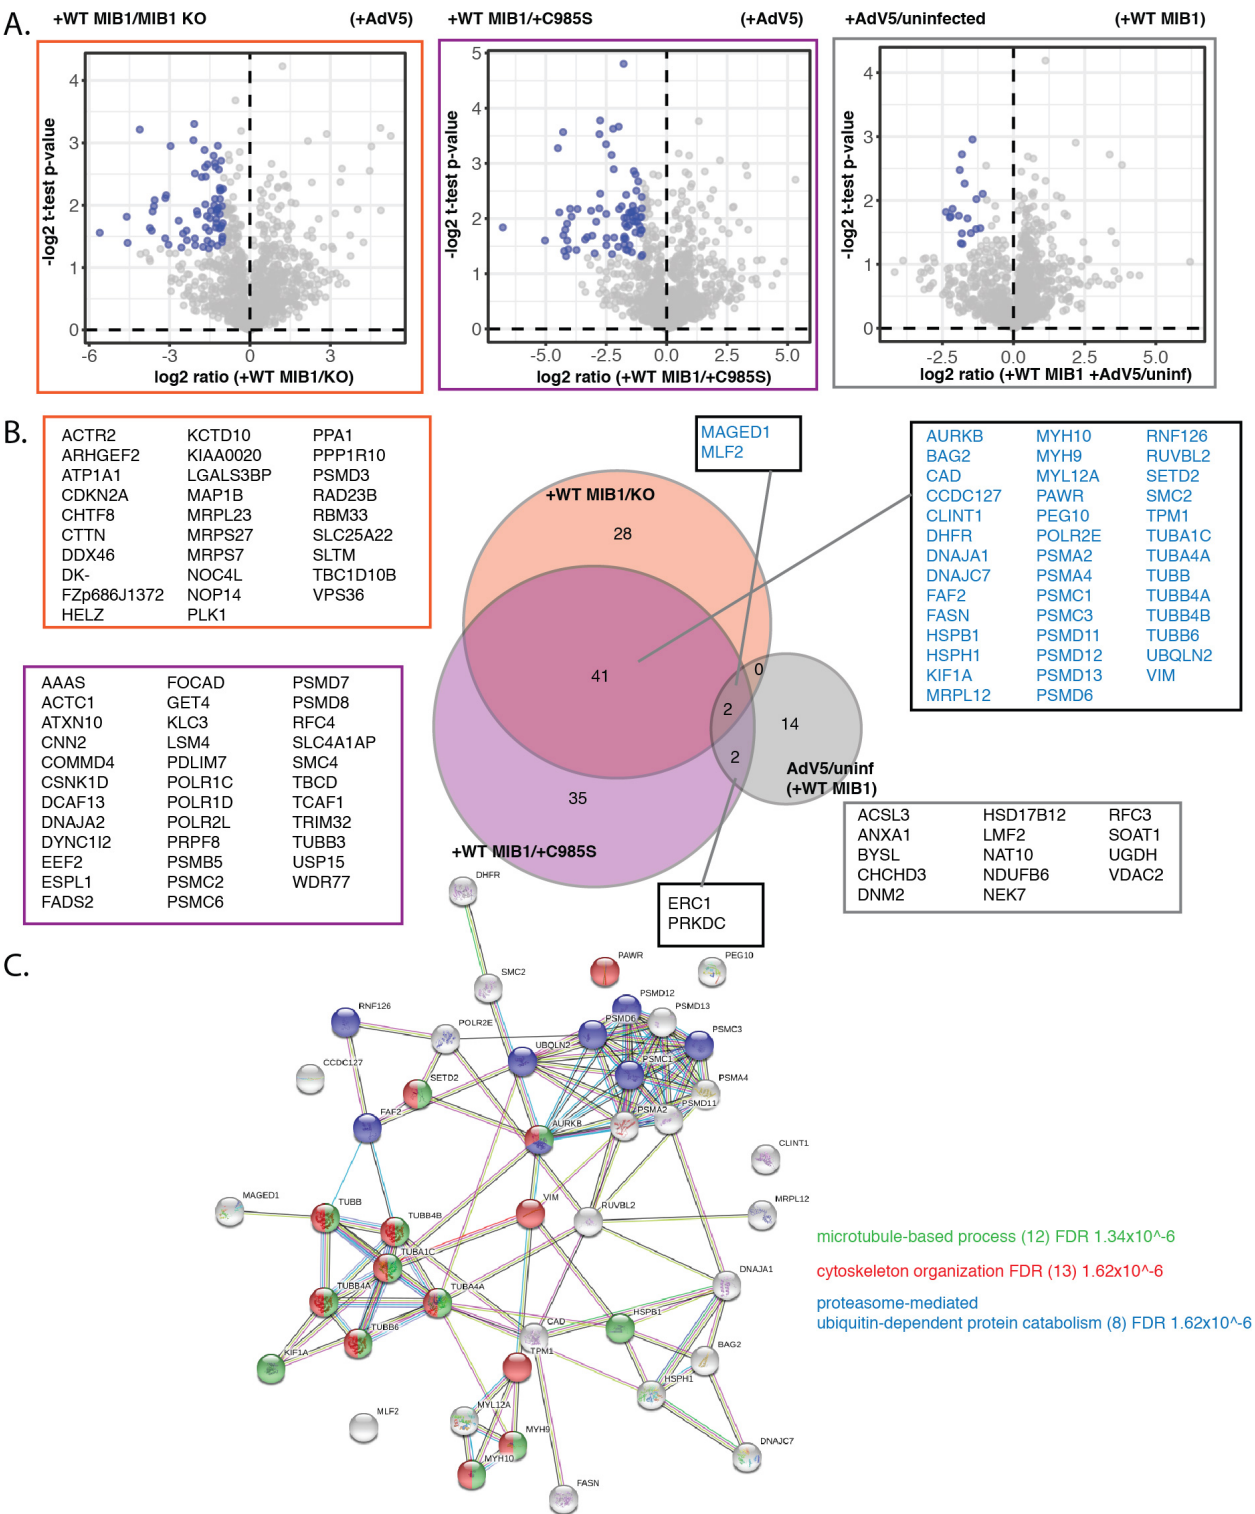 A.
+WT MIB1/MIB1 KO (+AdV5)
-log2 t-test p-value
4
3
2
1
0
-6 -3 0 3
log2 ratio (+WT MIB1/KO)
+WT MIB1/+C985S (+AdV5)
-log2 t-test p-value
5
4
3
2
1
0
-5.0 -2.5 0.0 2.5 5.0
log2 ratio (+WT MIB1/+C985S)
+AdV5/uninfected (+WT MIB1)
-log2 t-test p-value
4
3
2
1
0
-2.5 0.0 2.5 5.0
log2 ratio (+WT MIB1 +AdV5/uninf)
B.
ACTR2 KCTD10 PPA1
ARHGEF2 KIAA0020 PPP1R10
ATP1A1 LGALS3BP PSMD3
CDKN2A MAP1B RAD23B
CHTF8 MRPL23 RBM33
CTTN MRPS27 SLC25A22
DDX46 MRPS7 SLTM
DK- NOC4L TBC1D10B
FZp686J1372 NOP14 VPS36
HELZ PLK1
MAGED1
MLF2
AURKB MYH10 RNF126
BAG2 MYH9 RUVBL2
CAD MYL12A SETD2
CCDC127 PAWR SMC2
CLINT1 PEG10 TPM1
DHFR POLR2E TUBA1C
DNAJA1 PSMA2 TUBA4A
DNAJC7 PSMA4 TUBB
FAF2 PSMC1 TUBB4A
FASN PSMC3 TUBB4B
HSPB1 PSMD11 TUBB6
HSPH1 PSMD12 UBQLN2
KIF1A PSMD13 VIM
MRPL12 PSMD6
+WT MIB1/KO
28
41
0
2
14
2
35
AdV5/uninf
(+WT MIB1)
+WT MIB1/+C985S
AAAS FOCAD PSMD7
ACTC1 GET4 PSMD8
ATXN10 KLC3 RFC4
CNN2 LSM4 SLC4A1AP
COMMD4 PDLIM7 SMC4
CSNK1D POLR1C TBCD
DCAF13 POLR1D TCAF1
DNAJA2 POLR2L TRIM32
DYNC1I2 PRPF8 TUBB3
EEF2 PSMB5 USP15
ESPL1 PSMC2 WDR77
FADS2 PSMC6
ERC1
PRKDC
ACSL3 HSD17B12 RFC3
ANXA1 LMF2 SOAT1
BYSL NAT10 UGDH
CHCHD3 NDUFB6 VDAC2
DNM2 NEK7
C.
DHFR
SMC2
PAWR
PEG10
RNF126
PSMD12
PSMD13
PSMD6
POLR2E
PSMC3
UBQLN2
CCDC127
PSMC1
SETD2
PSMA4
PSMD11
PSMA2
FAF2
AURKB
CLINT1
MAGED1
TUBB
VIM
MRPL12
RUVBL2
TUBB4B
TUBA1C
DNAJA1
TUBB4A
TUBA4A
HSPB1
CAD
TUBB6
KIF1A
TPM1
BAG2
HSPH1
MLF2
MYL12A
MYH9
MYH10
DNAJC7
FASN
microtubule-based process (12) FDR 1.34x10^-6
cytoskeleton organization FDR (13) 1.62x10^-6
proteasome-mediated
ubiquitin-dependent protein catabolism (8) FDR 1.62x10^-6